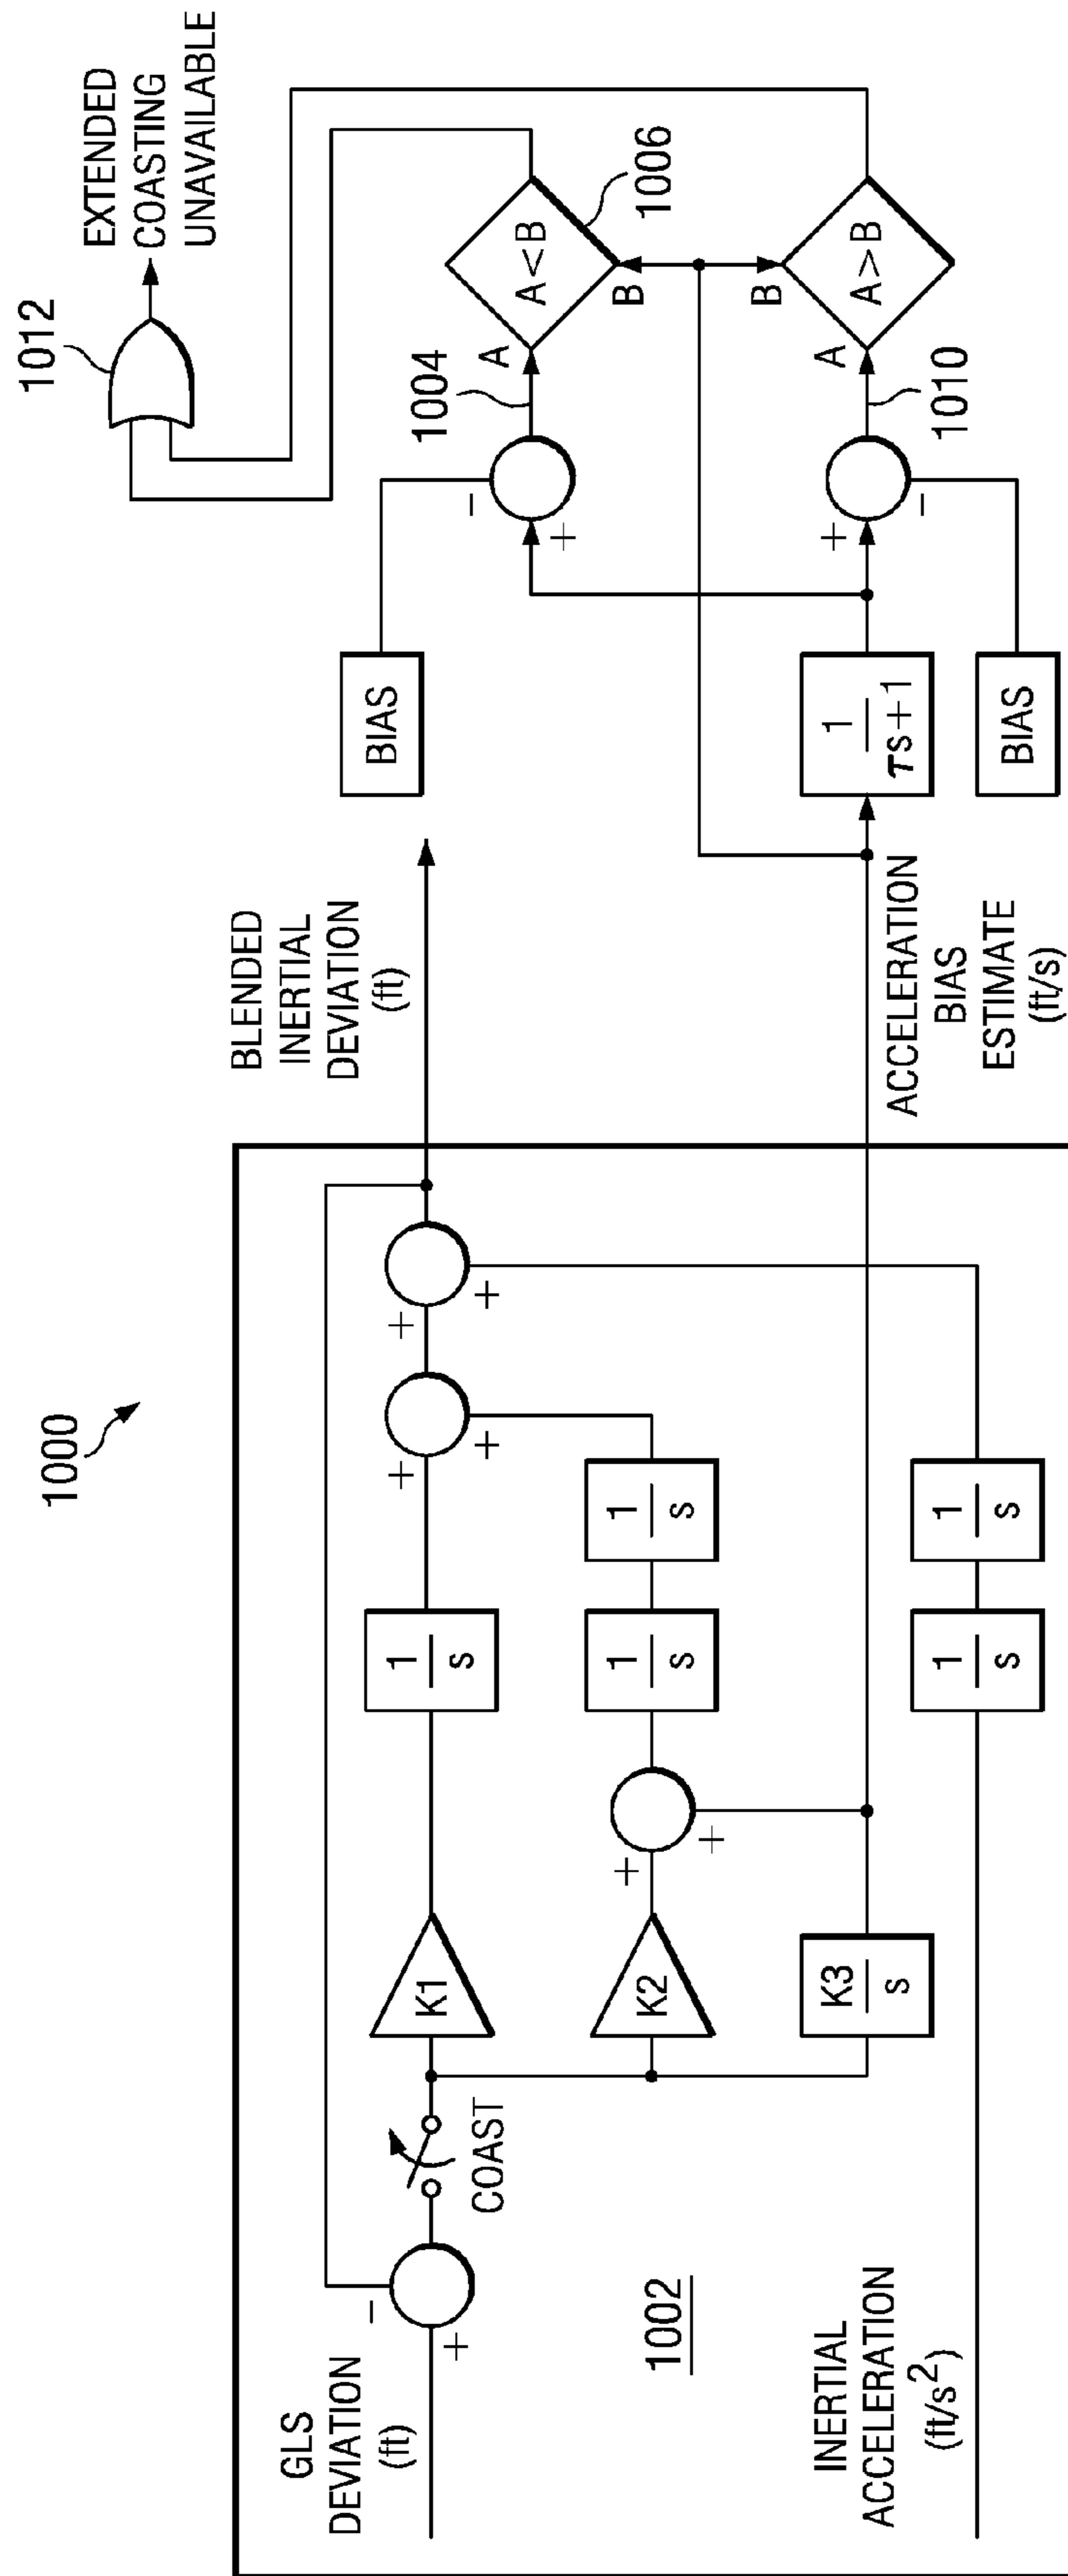 1000
GLS
DEVIATION
(ft)
-
+
COAST
K1
1
s
+
+
+
+
BLENDED
INERTIAL
DEVIATION
(ft)
K2
+
+
1
s
1
s
1002
K3
s
INERTIAL
ACCELERATION
(ft/s²)
1
s
1
s
ACCELERATION
BIAS
ESTIMATE
(ft/s)
BIAS
-
+
1004
A
A<B
B
1006
1
τs+1
+
-
1010
A
A>B
B
BIAS
1012
EXTENDED
COASTING
UNAVAILABLE